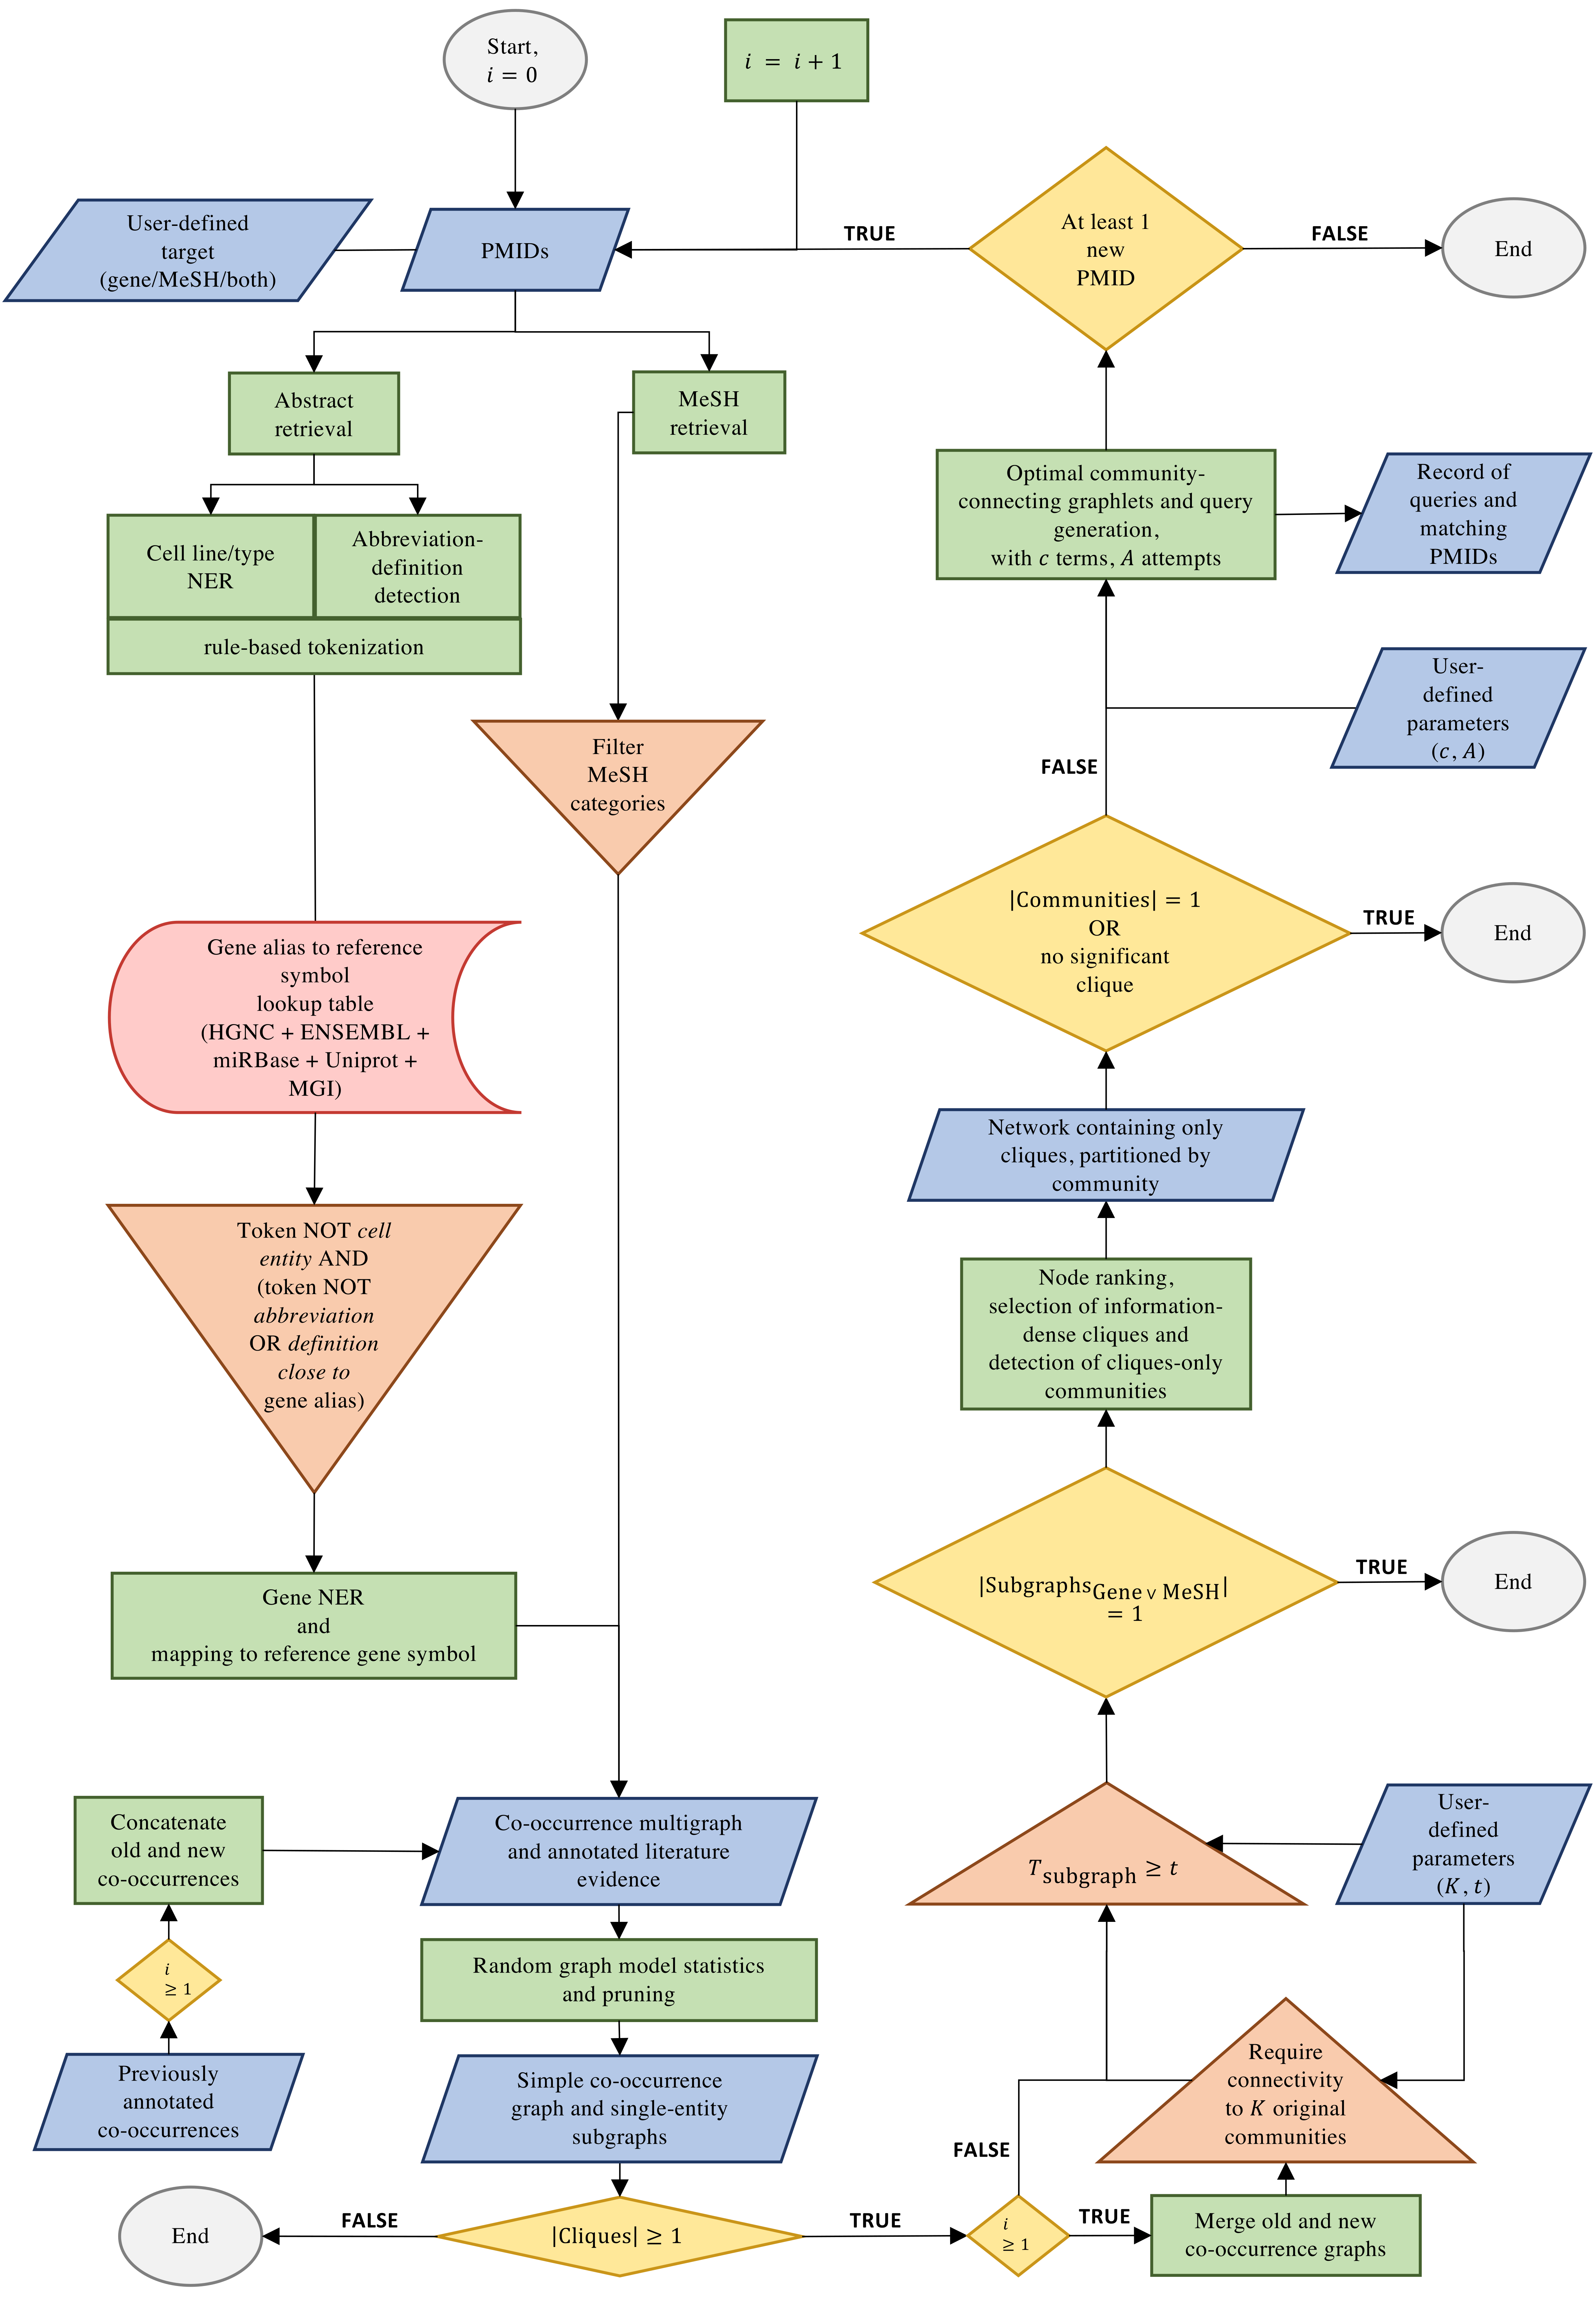 Start,
i = 0
i = i + 1
User-defined
target
(gene/MeSH/both)
PMIDs
TRUE
At least 1
new
PMID
FALSE
End
Abstract
retrieval
MeSH
retrieval
Cell line/type
NER
Abbreviation-
definition
detection
rule-based tokenization
Filter
MeSH
categories
Gene alias to reference
symbol
lookup table
(HGNC + ENSEMBL +
miRBase + Uniprot +
MGI)
Token NOT cell
entity AND
(token NOT
abbreviation
OR definition
close to
gene alias)
Gene NER
and
mapping to reference gene symbol
Concatenate
old and new
co-occurrences
i
≥ 1
Previously
annotated
co-occurrences
Co-occurrence multigraph
and annotated literature
evidence
Random graph model statistics
and pruning
Simple co-occurrence
graph and single-entity
subgraphs
End
FALSE
|Cliques| ≥ 1
TRUE
i
≥ 1
FALSE
TRUE
Merge old and new
co-occurrence graphs
Require
connectivity
to K original
communities
User-
defined
parameters
(K, t)
Tsubgraph ≥ t
|SubgraphsGene ∨ MeSH|
= 1
TRUE
End
Node ranking,
selection of information-
dense cliques and
detection of cliques-only
communities
Network containing only
cliques, partitioned by
community
|Communities| = 1
OR
no significant
clique
TRUE
End
FALSE
User-
defined
parameters
(c, A)
Optimal community-
connecting graphlets and query
generation,
with c terms, A attempts
Record of
queries and
matching
PMIDs